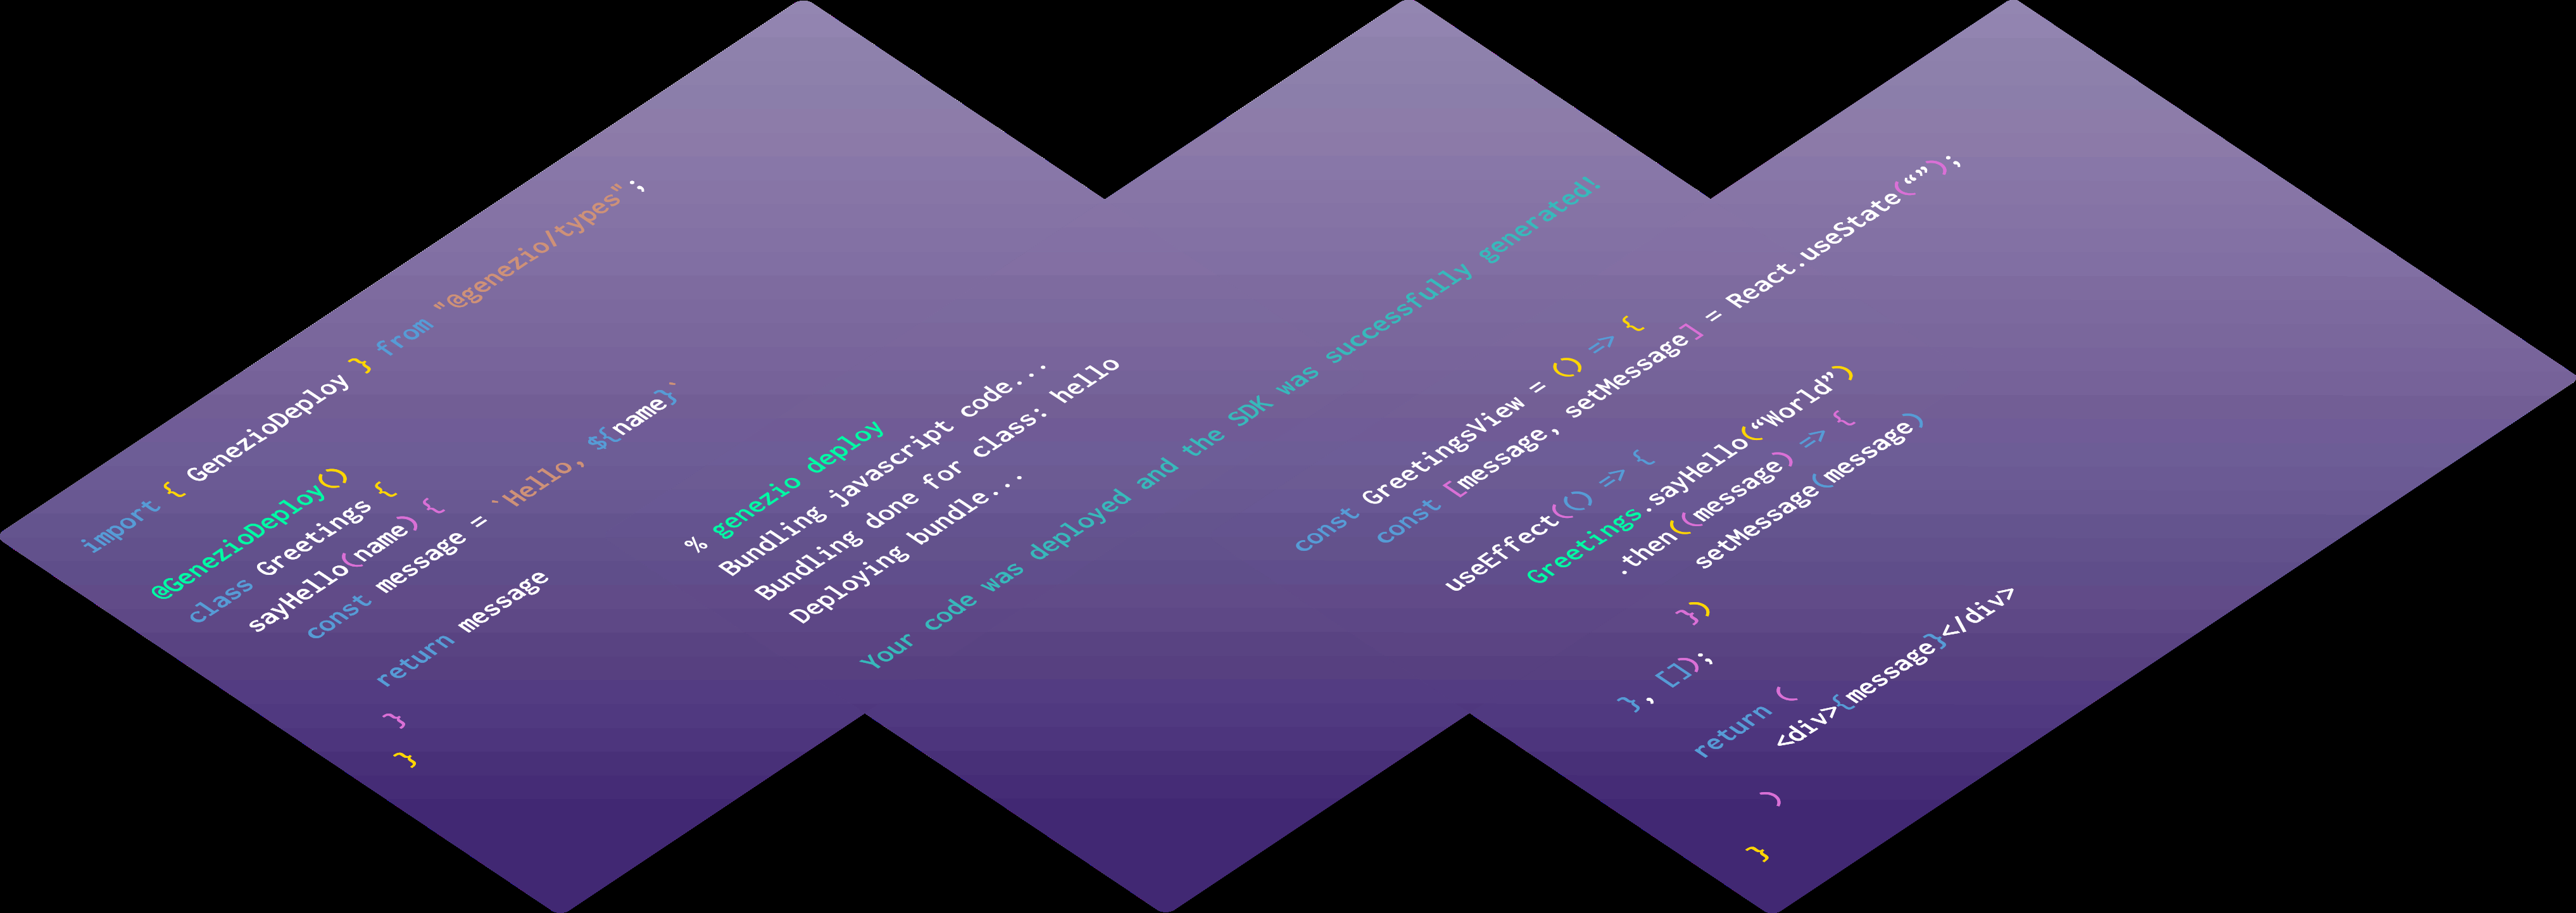 import { GenezioDeploy } from "@genezio/types";
@GenezioDeploy()
class Greetings {
sayHello(name) {
const message = `Hello, ${name}`
return message
}
}
% genezio deploy
Bundling javascript code...
Bundling done for class: hello
Deploying bundle...
Your code was deployed and the SDK was successfully generated!
const GreetingsView = () => {
const [message, setMessage] = React.useState(“”);
useEffect(() => {
Greetings.sayHello(“World”)
.then((message) => {
setMessage(message)
})
}, []);
return (
<div>{message}</div>
)
}